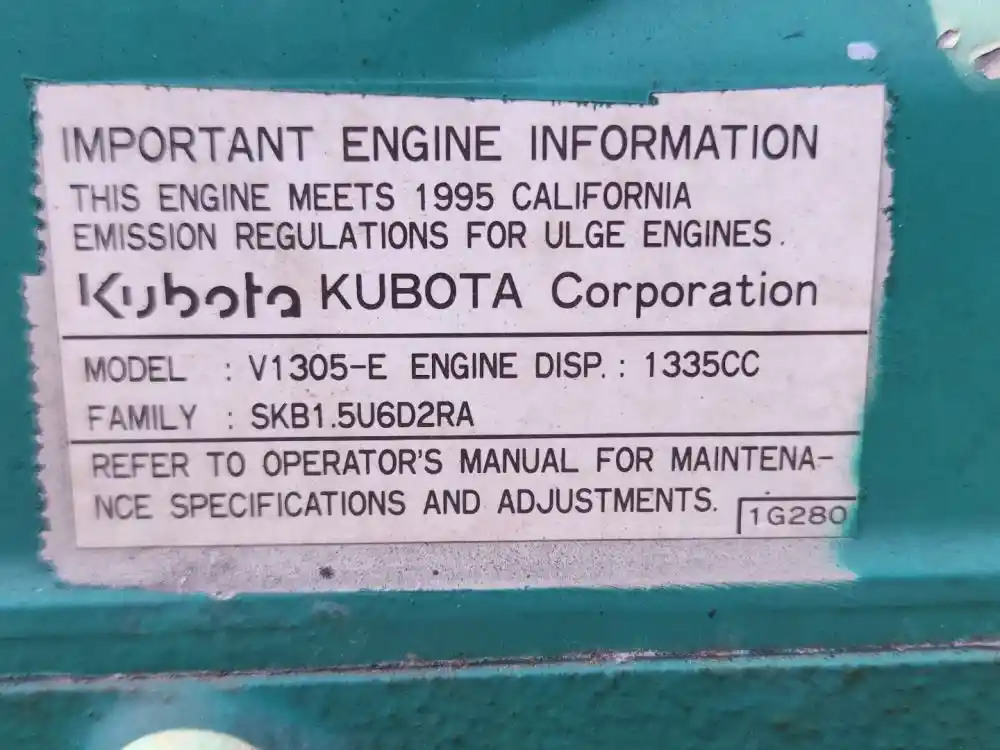 IMPORTANT ENGINE INFORMATION
THIS ENGINE MEETS 1995 CALIFORNIA
EMISSION REGULATIONS FOR ULGE ENGINES.
Kubota KUBOTA Corporation
MODEL : V1305-E ENGINE DISP. : 1335CC
FAMILY : SKB1.5U6D2RA
REFER TO OPERATOR'S MANUAL FOR MAINTENA-
NCE SPECIFICATIONS AND ADJUSTMENTS.
1G280